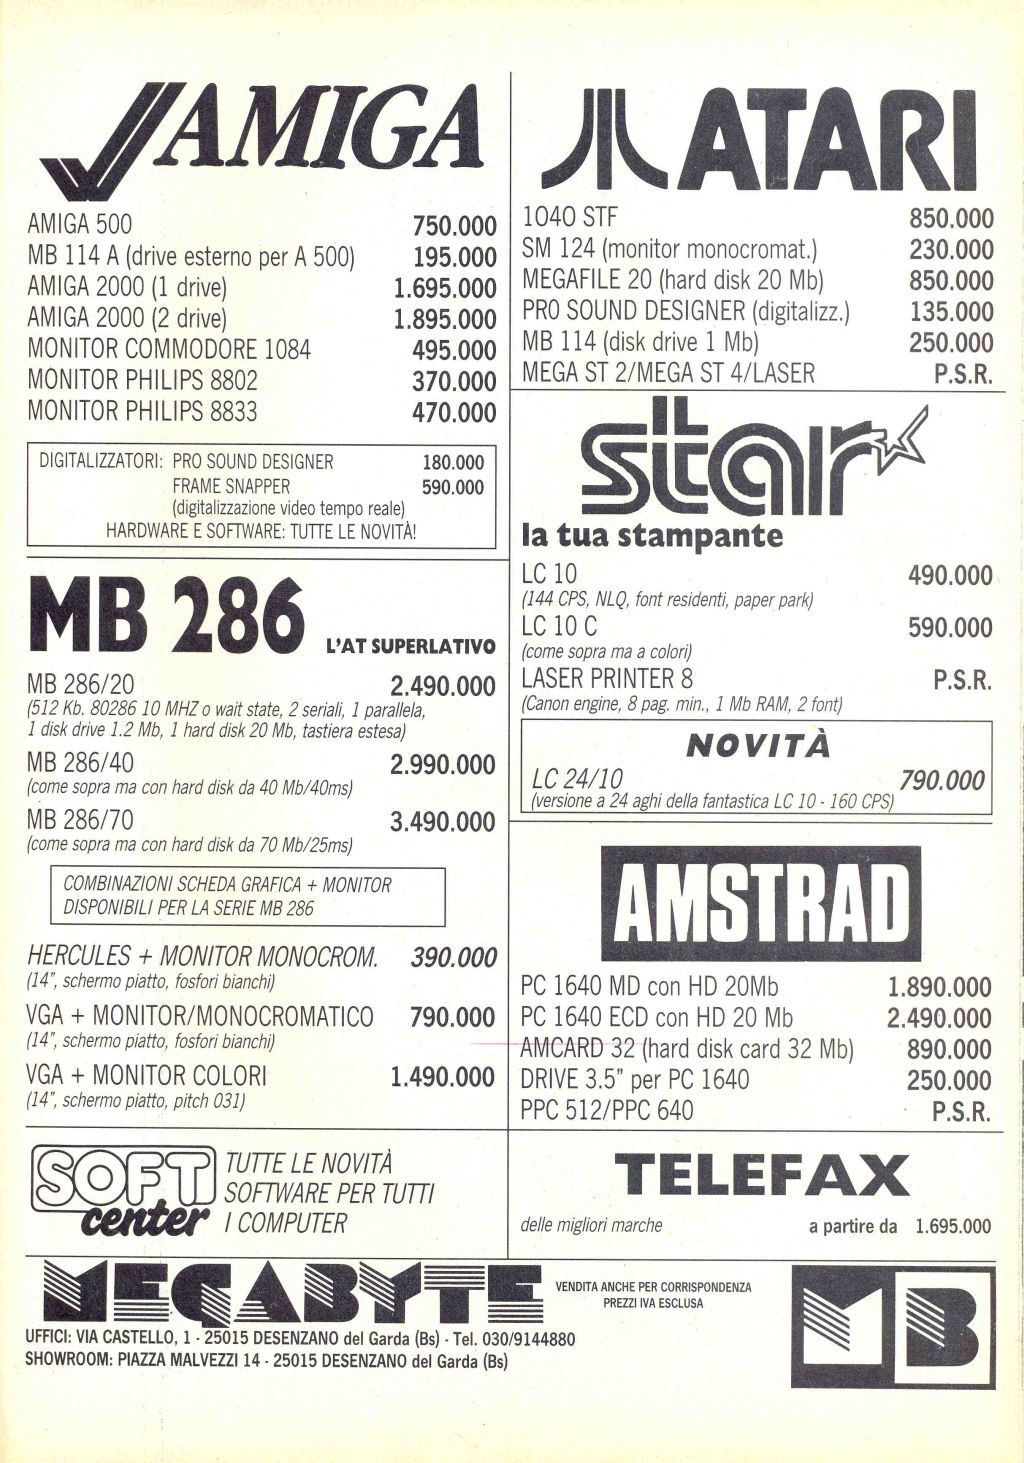 AMIGA
AMIGA 500 750.000
MB 114 A (drive esterno per A 500) 195.000
AMIGA 2000 (1 drive) 1.695.000
AMIGA 2000 (2 drive) 1.895.000
MONITOR COMMODORE 1084 495.000
MONITOR PHILIPS 8802 370.000
MONITOR PHILIPS 8833 470.000
DIGITALIZZATORI: PRO SOUND DESIGNER 180.000
FRAME SNAPPER 590.000
(digitalizzazione video tempo reale)
HARDWARE E SOFTWARE: TUTTE LE NOVITÀ!
MB 286 L'AT SUPERLATIVO
MB 286/20 2.490.000
(512 Kb. 80286 10 MHZ o wait state, 2 seriali, 1 parallela,
1 disk drive 1.2 Mb, 1 hard disk 20 Mb, tastiera estesa)
MB 286/40 2.990.000
(come sopra ma con hard disk da 40 Mb/40ms)
MB 286/70 3.490.000
(come sopra ma con hard disk da 70 Mb/25ms)
COMBINAZIONI SCHEDA GRAFICA + MONITOR
DISPONIBILI PER LA SERIE MB 286
HERCULES + MONITOR MONOCROM. 390.000
(14", schermo piatto, fosfori bianchi)
VGA + MONITOR/MONOCROMATICO 790.000
(14", schermo piatto, fosfori bianchi)
VGA + MONITOR COLORI 1.490.000
(14", schermo piatto, pitch 031)
SOFT
center
TUTTE LE NOVITÀ
SOFTWARE PER TUTTI
I COMPUTER
ATARI
1040 STF 850.000
SM 124 (monitor monocromat.) 230.000
MEGAFILE 20 (hard disk 20 Mb) 850.000
PRO SOUND DESIGNER (digitalizz.) 135.000
MB 114 (disk drive 1 Mb) 250.000
MEGA ST 2/MEGA ST 4/LASER P.S.R.
star
la tua stampante
LC 10 490.000
(144 CPS, NLQ, font residenti, paper park)
LC 10 C 590.000
(come sopra ma a colori)
LASER PRINTER 8 P.S.R.
(Canon engine, 8 pag. min., 1 Mb RAM, 2 font)
NOVITÀ
LC 24/10 790.000
(versione a 24 aghi della fantastica LC 10 - 160 CPS)
AMSTRAD
PC 1640 MD con HD 20Mb 1.890.000
PC 1640 ECD con HD 20 Mb 2.490.000
AMCARD 32 (hard disk card 32 Mb) 890.000
DRIVE 3.5" per PC 1640 250.000
PPC 512/PPC 640 P.S.R.
TELEFAX
delle migliori marche a partire da 1.695.000
MEGABYTE
VENDITA ANCHE PER CORRISPONDENZA
PREZZI IVA ESCLUSA
UFFICI: VIA CASTELLO, 1 - 25015 DESENZANO del Garda (Bs) - Tel. 030/9144880
SHOWROOM: PIAZZA MALVEZZI 14 - 25015 DESENZANO del Garda (Bs)
MB